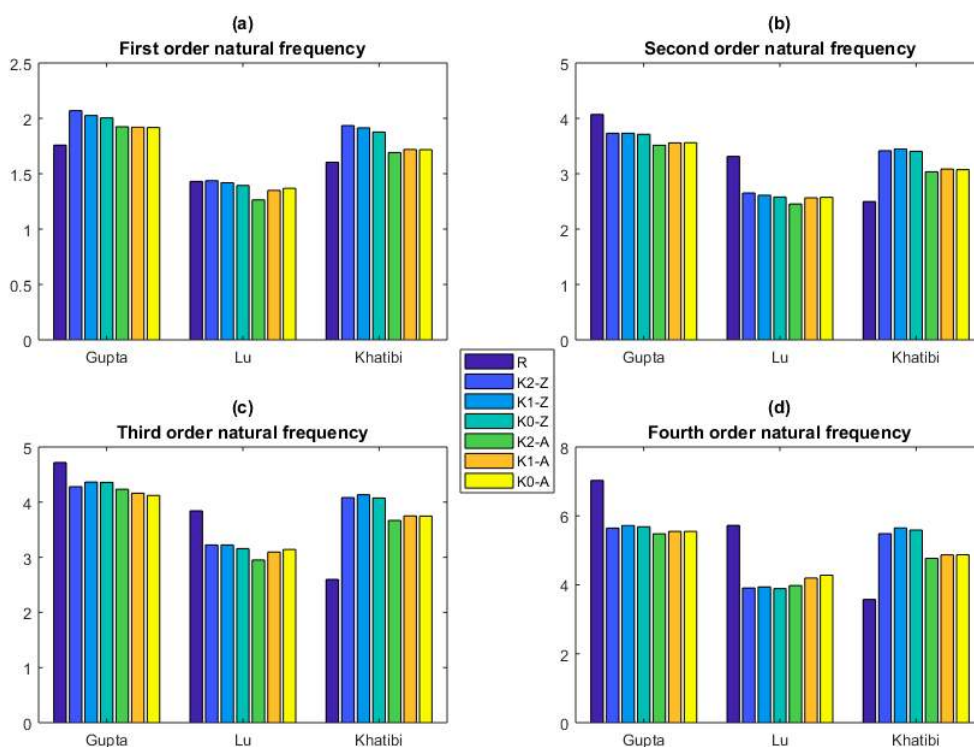 (a)
First order natural frequency
2.5
2
1.5
1
0.5
0
Gupta Lu Khatibi
(b)
Second order natural frequency
5
4
3
2
1
0
Gupta Lu Khatibi
R
K2-Z
K1-Z
K0-Z
K2-A
K1-A
K0-A
(c)
Third order natural frequency
5
4
3
2
1
0
Gupta Lu Khatibi
(d)
Fourth order natural frequency
8
6
4
2
0
Gupta Lu Khatibi